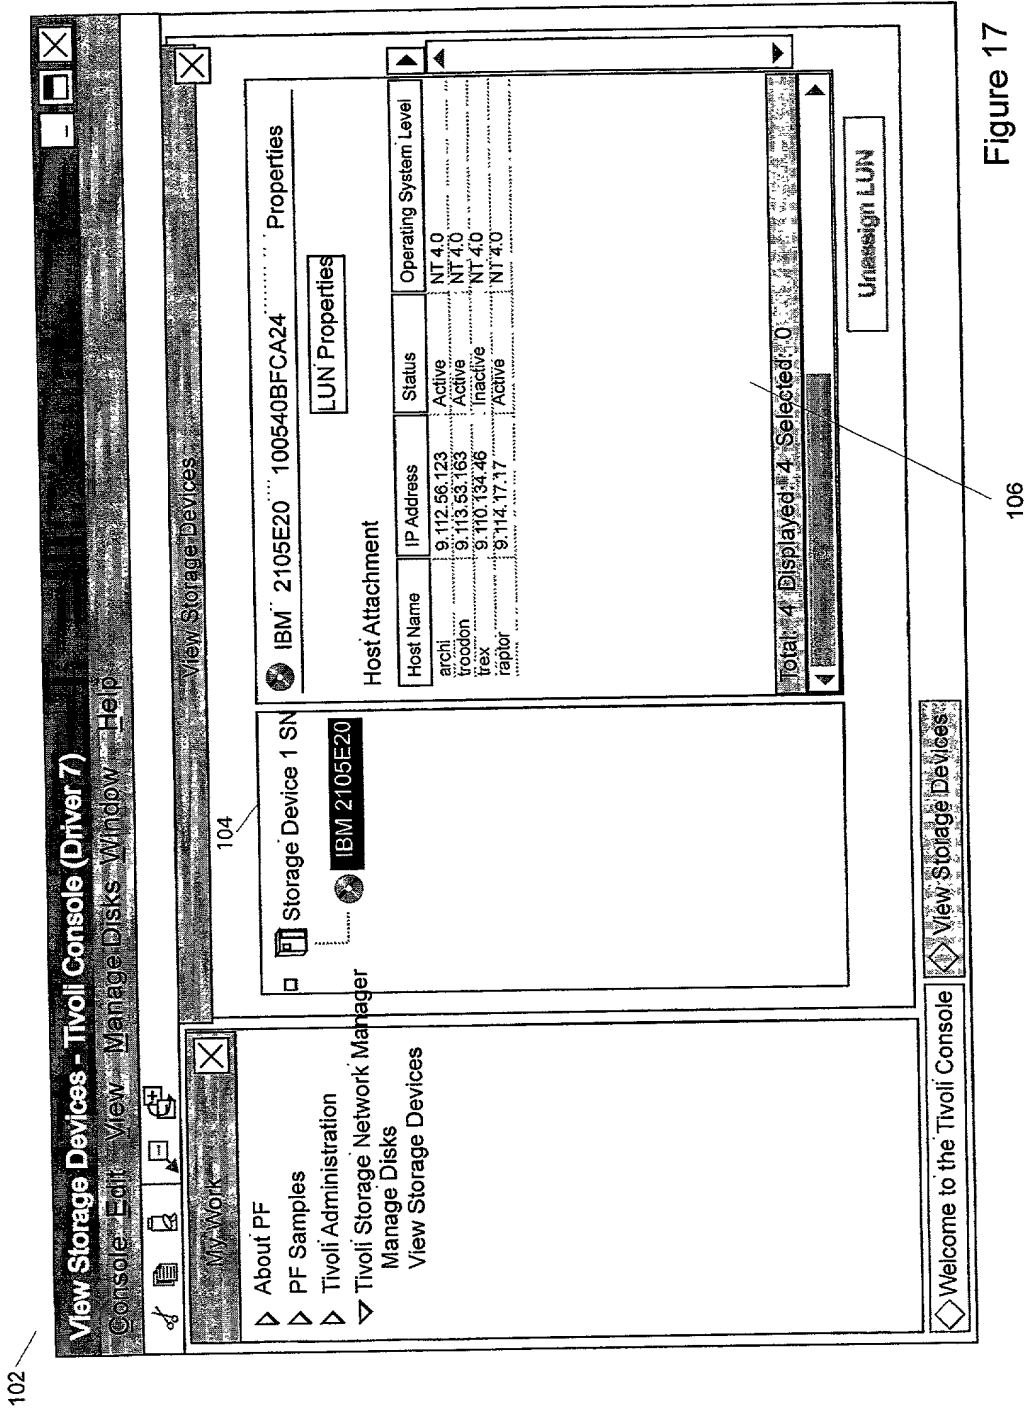 102
View Storage Devices - Tivoli Console (Driver 7)
Console Edit View Manage Disks Window Help
My Work
About PF
PF Samples
Tivoli Administration
Tivoli Storage Network Manager
Manage Disks
View Storage Devices
View Storage Devices
104
Storage Device 1 SN
IBM 2105E20
IBM 2105E20 100540BFCA24 Properties
LUN Properties
Host Attachment
Host Name IP Address Status Operating System Level
archi 9.112.56.123 Active NT 4.0
troodon 9.113.53.163 Active NT 4.0
trex 9.110.134.46 Inactive NT 4.0
raptor 9.114.17.17 Active NT 4.0
Total: 4 Displayed: 4 Selected: 0
Unassign LUN
106
Welcome to the Tivoli Console
View Storage Devices
Figure 17